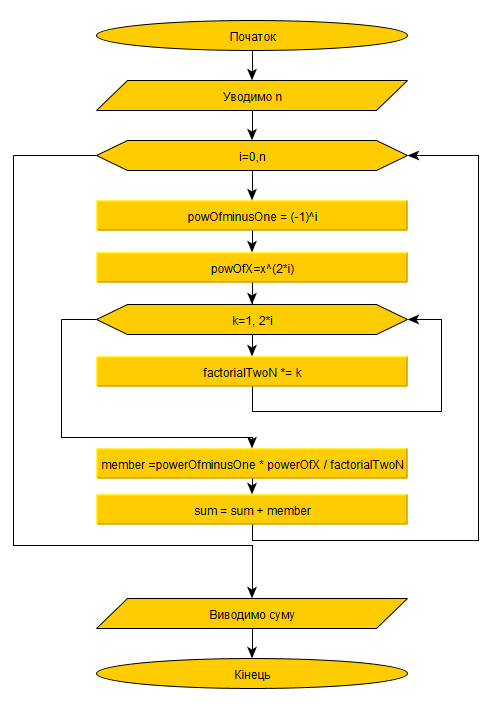 Початок
Уводимо n
i=0,n
powOfminusOne = (-1)^i
powOfX=x^(2*i)
k=1, 2*i
factorialTwoN *= k
member =powerOfminusOne * powerOfX / factorialTwoN
sum = sum + member
Виводимо суму
Кінець